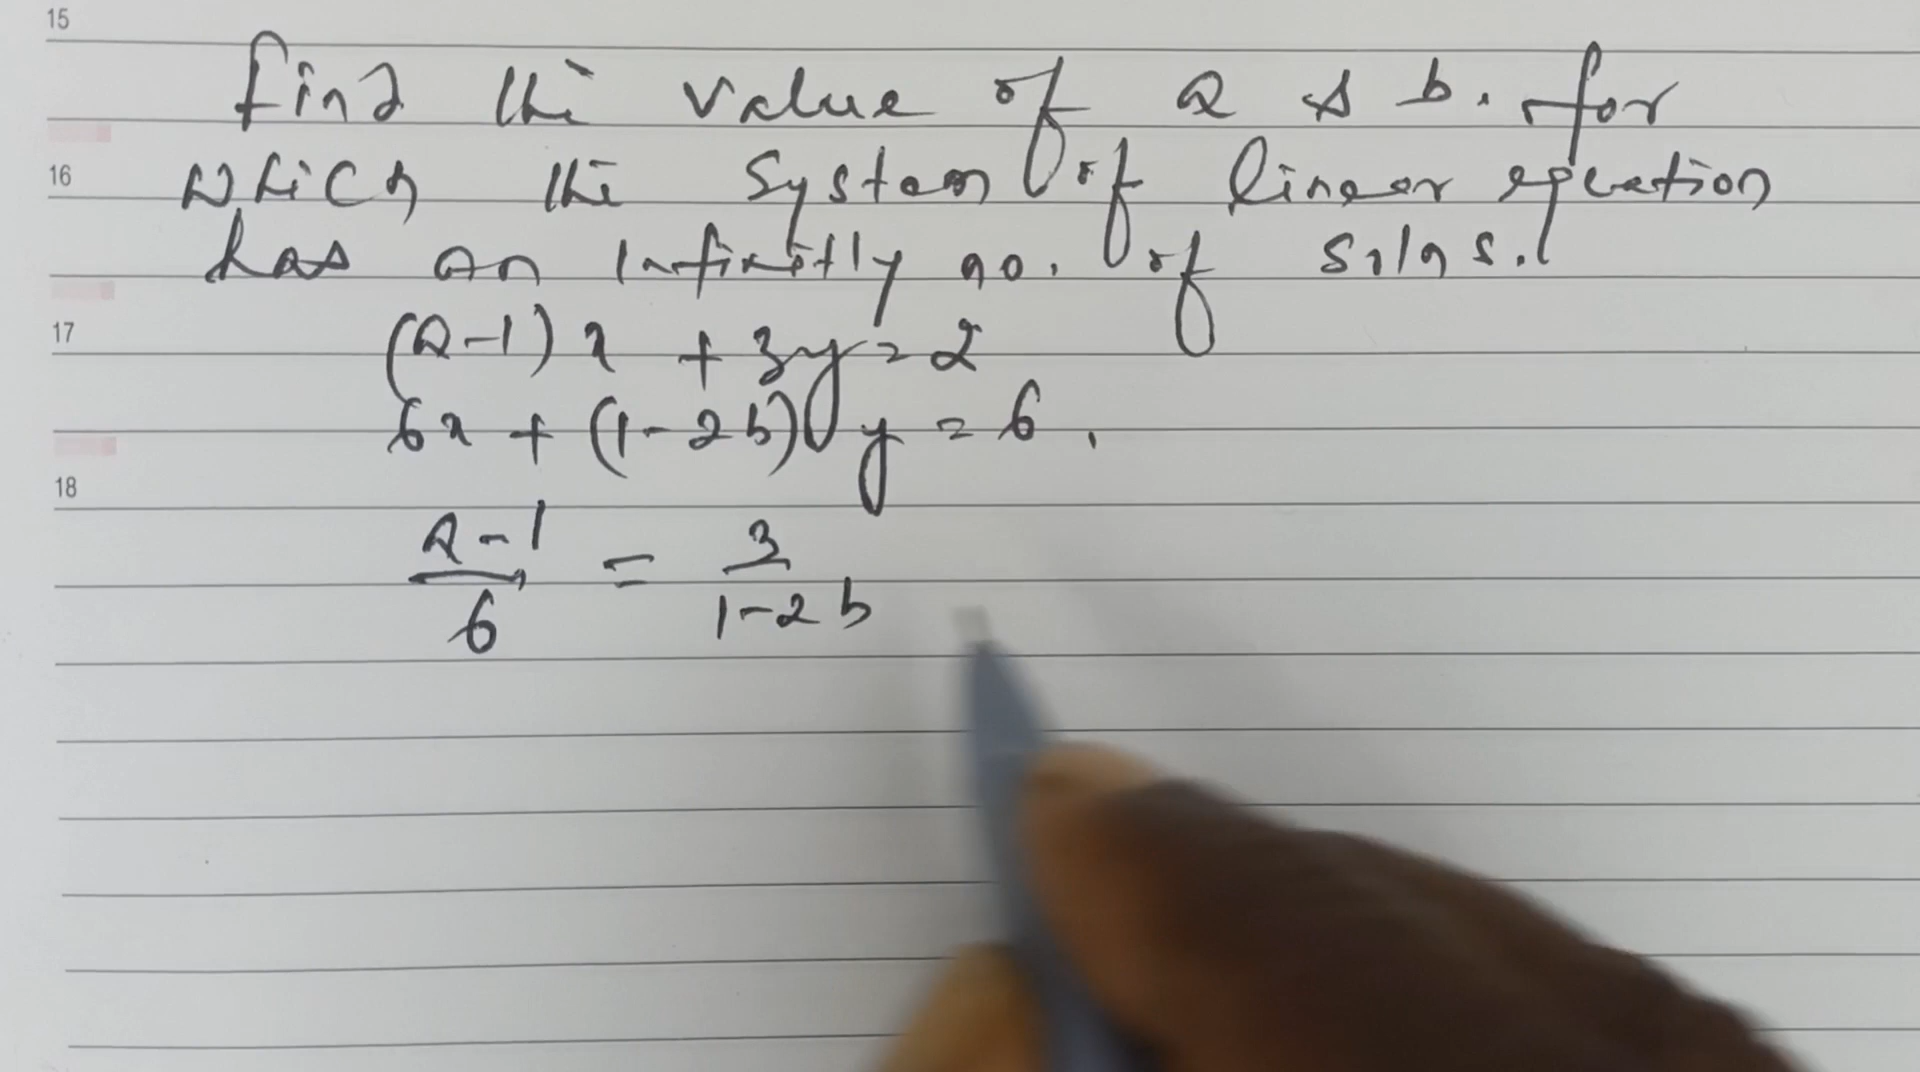 15
find the value of a & b. for
16
which the system of linear eqution
has an infinitly no. of solns.
17
(a-1)x + 3y = 2
6x + (1-2b)y = 6.
18
a-1/6 = 3/1-2b